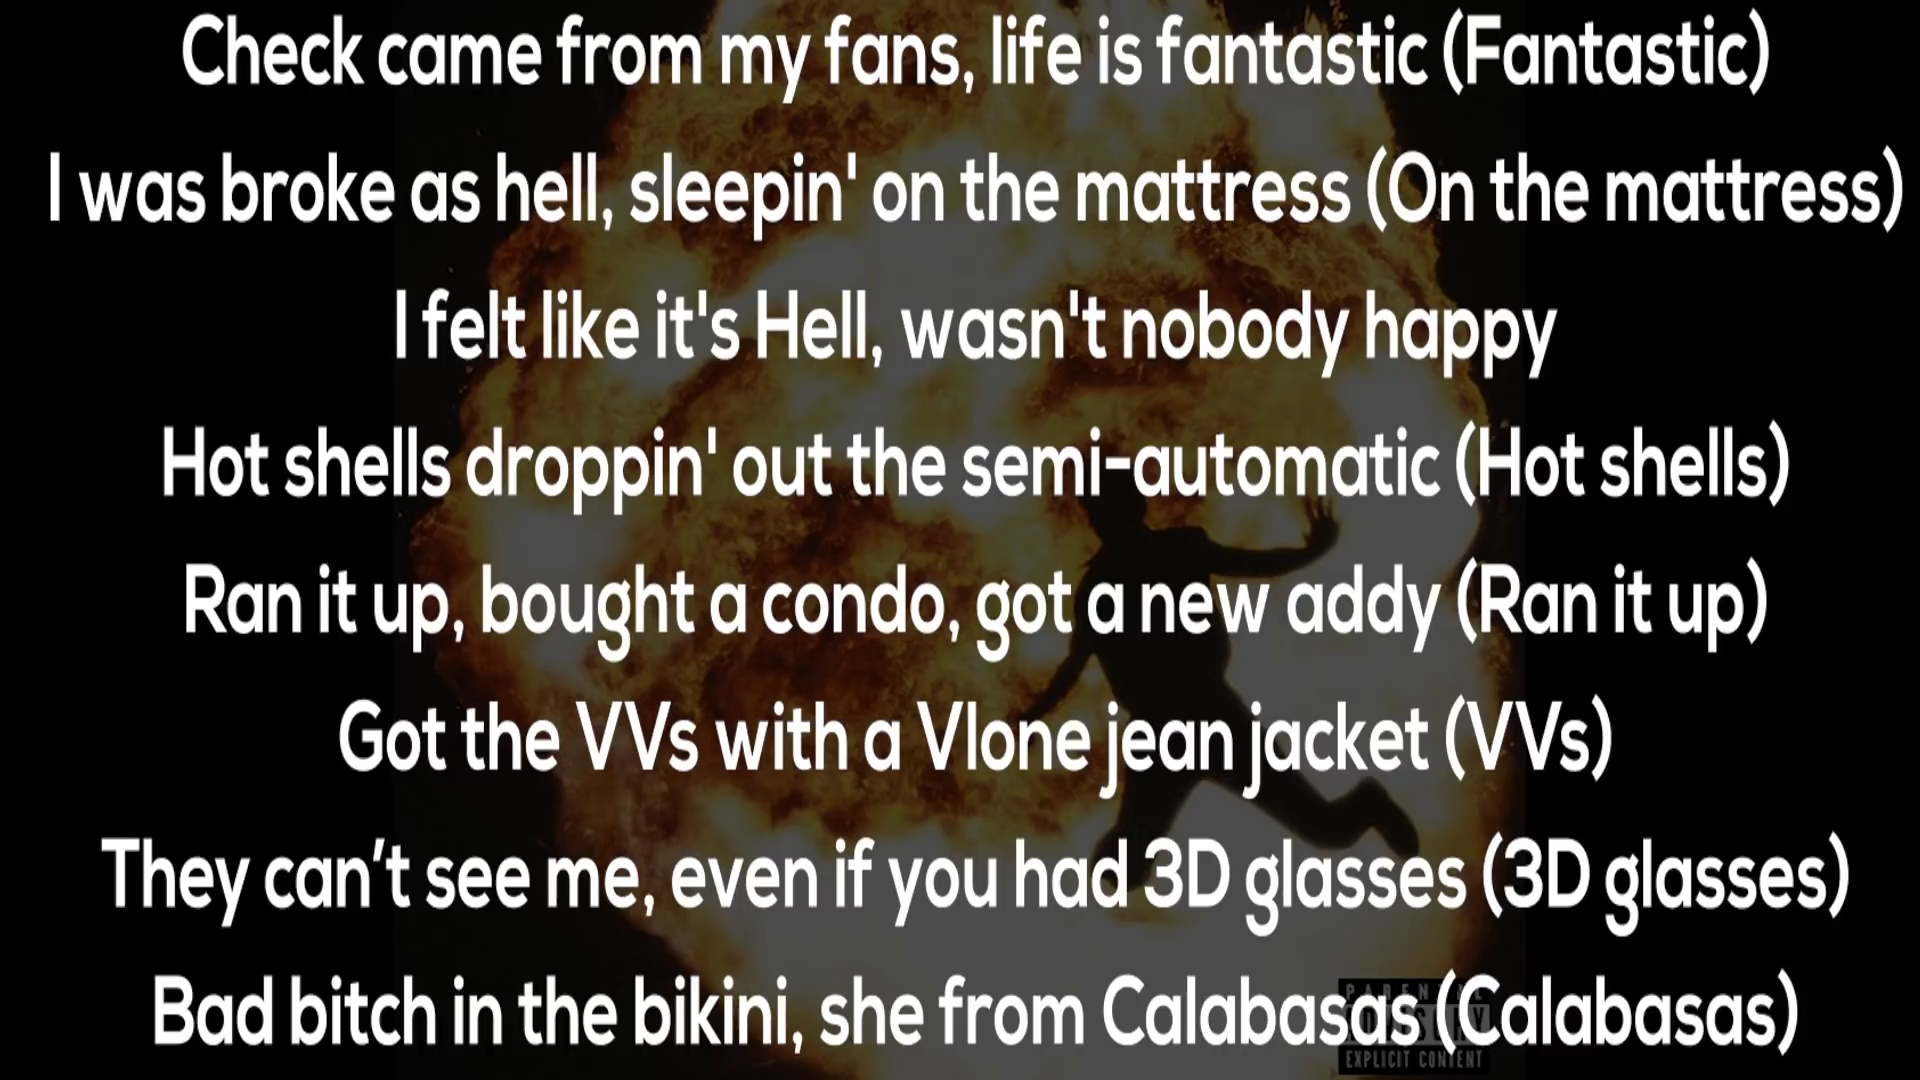 Check came from my fans, life is fantastic (Fantastic)
I was broke as hell, sleepin' on the mattress (On the mattress)
I felt like it's Hell, wasn't nobody happy
Hot shells droppin' out the semi-automatic (Hot shells)
Ran it up, bought a condo, got a new addy (Ran it up)
Got the VVs with a Vlone jean jacket (VVs)
They can’t see me, even if you had 3D glasses (3D glasses)
Bad bitch in the bikini, she from Calabasas (Calabasas)
PARENTAL
ADVISORY
EXPLICIT CONTENT